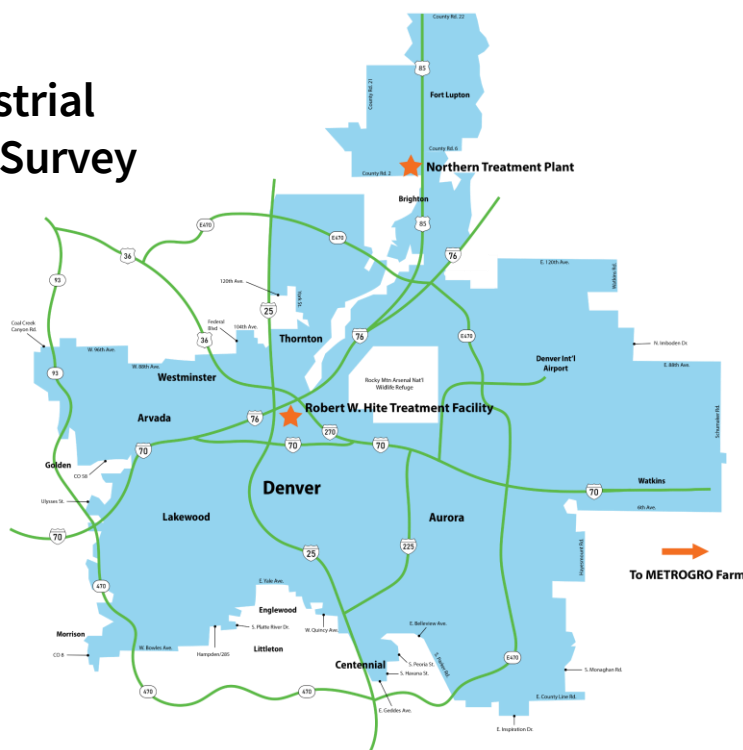 strial
Survey
County Rd. 22
85
County Rd. 21
Fort Lupton
County Rd. 6
County Rd. 2
Northern Treatment Plant
Brighton
E470
85
36
E470
76
E. 120th Ave.
Watkins Rd.
93
120th Ave.
York St.
25
Coal Creek
Canyon Rd.
Federal
Blvd
104th Ave.
36
Thornton
76
E470
N. Imboden Dr.
W. 96th Ave.
W. 88th Ave.
Denver Int'l
Airport
E. 88th Ave.
93
Westminster
Rocky Mtn Arsenal Nat'l
Wildlife Refuge
Arvada
76
Robert W. Hite Treatment Facility
Schumaker Rd.
270
70
70
70
Golden
CO 58
Watkins
Ulysses St.
Denver
70
6th Ave.
Lakewood
Aurora
70
25
225
Hayesmount Rd.
To METROGRO Farm
470
E. Yale Ave.
Englewood
S. Platte River Dr.
W. Quincy Ave.
E. Belleview Ave.
Morrison
CO 8
W. Bowles Ave.
Hampden/285
Littleton
Centennial
S. Peoria St.
S. Havana St.
S. Parker Rd.
E470
S. Monaghan Rd.
470
470
E. Geddes Ave.
E. County Line Rd.
E. Inspiration Dr.